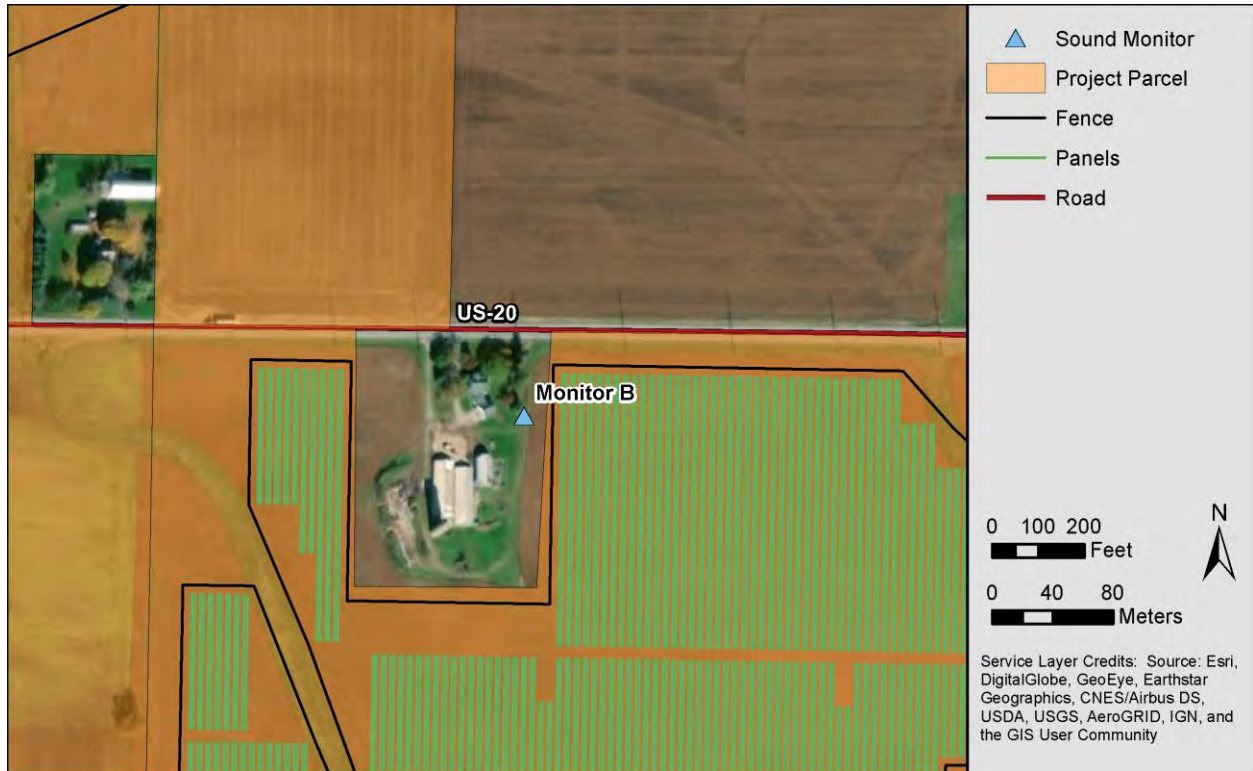 US-20
Monitor B
Sound Monitor
Project Parcel
Fence
Panels
Road
0 100 200
Feet
N
0 40 80
Meters
Service Layer Credits: Source: Esri,
DigitalGlobe, GeoEye, Earthstar
Geographics, CNES/Airbus DS,
USDA, USGS, AeroGRID, IGN, and
the GIS User Community